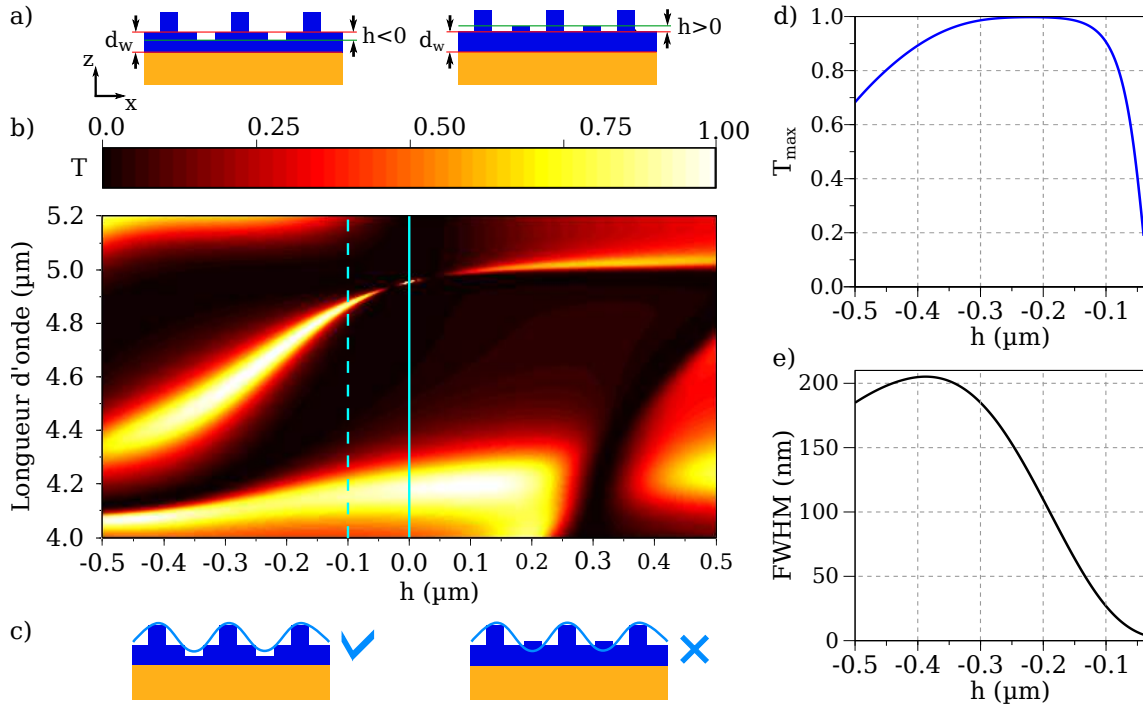 a)
d_w
h<0
d_w
h>0
z
x
b)
0.0 0.25 0.50 0.75 1.00
T
Longueur d'onde (µm)
5.2
5.0
4.8
4.6
4.4
4.2
4.0
-0.5 -0.4 -0.3 -0.2 -0.1 0.0 0.1 0.2 0.3 0.4 0.5
h (µm)
c)
d)
T_max
1.0
0.8
0.6
0.4
0.2
0.0
-0.5 -0.4 -0.3 -0.2 -0.1
h (µm)
e)
FWHM (nm)
200
150
100
50
0
-0.5 -0.4 -0.3 -0.2 -0.1
h (µm)